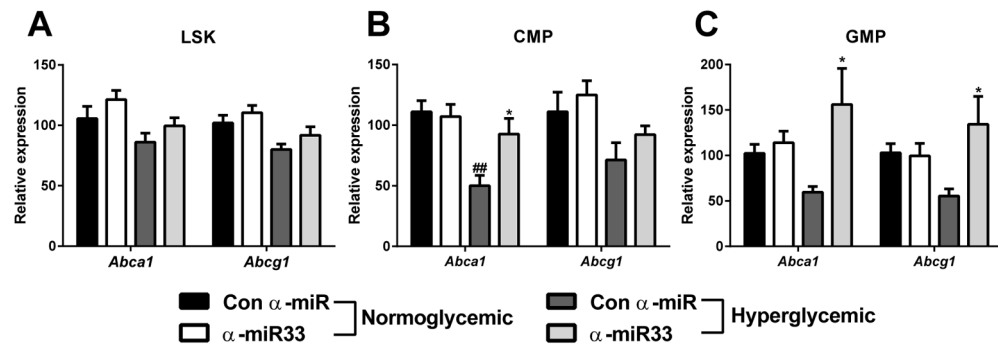 A
LSK
Relative expression
150
100
50
0
Abca1 Abcg1
B
CMP
Relative expression
150
100
50
0
##
*
Abca1 Abcg1
C
GMP
Relative expression
200
150
100
50
0
*
*
Abca1 Abcg1
Con α-miR
α-miR33
Normoglycemic
Con α-miR
α-miR33
Hyperglycemic